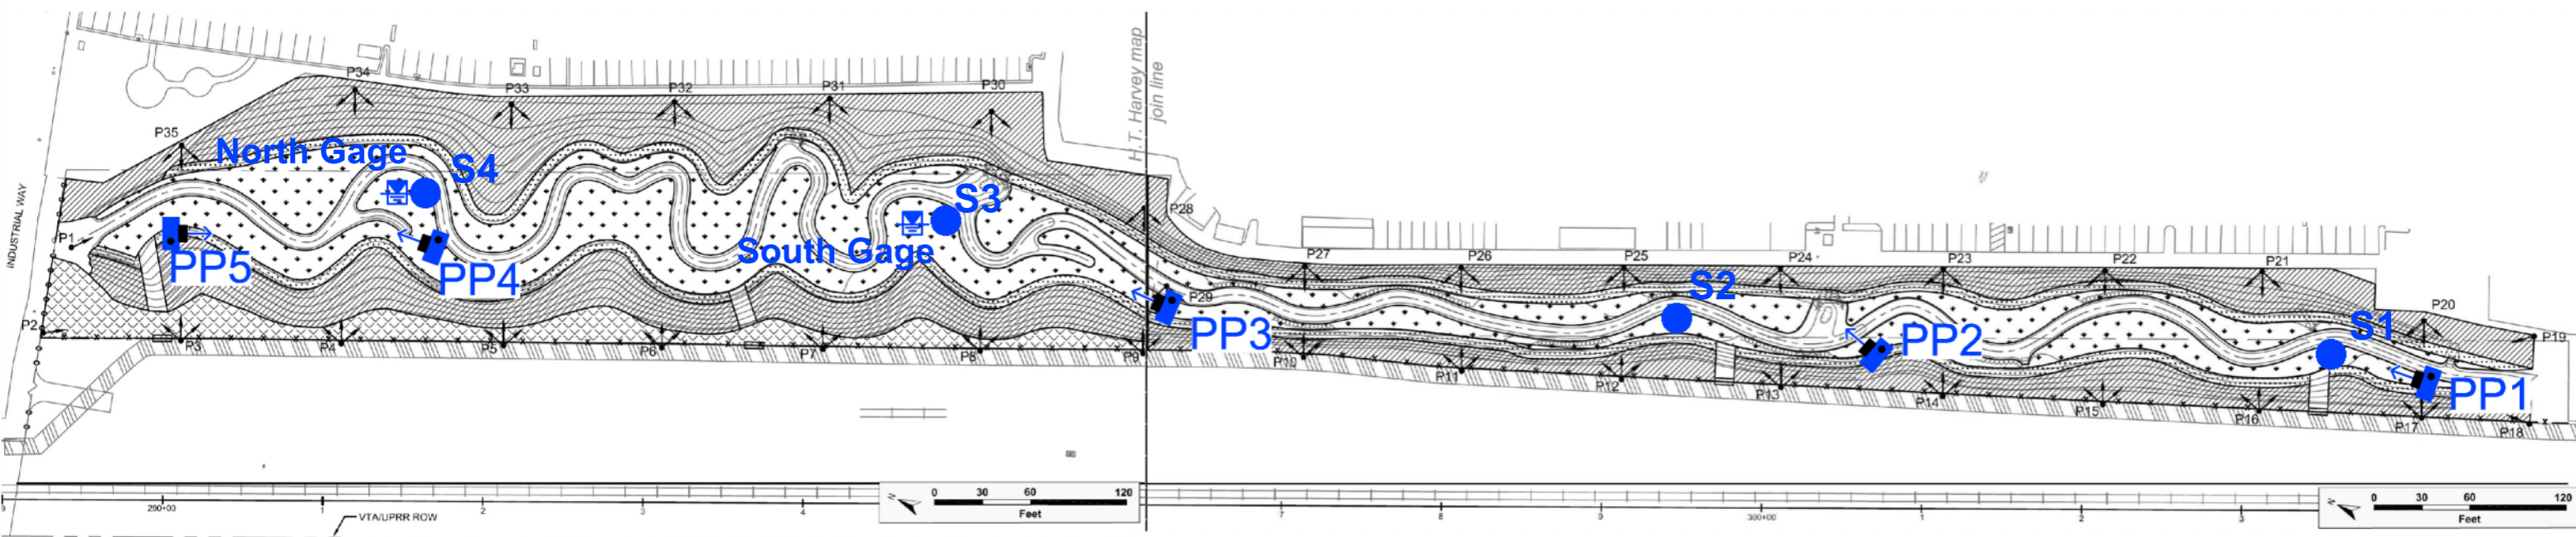 H.T. Harvey map
join line
P34
P33
P32
P31
P30
P35
North Gage
S4
S3
South Gage
P28
INDUSTRIAL WAY
P1
PP5
PP4
P29
PP3
P27
P26
P25
P24
P23
P22
P21
P20
P19
S2
S1
PP2
PP1
P2
P3
P4
P5
P6
P7
P8
P9
P10
P11
P12
P13
P14
P15
P16
P17
P18
N
0 30 60 120
Feet
N
0 30 60 120
Feet
9
290+00
1
2
3
4
7
8
9
300+00
1
2
3
VTA/UPRR ROW